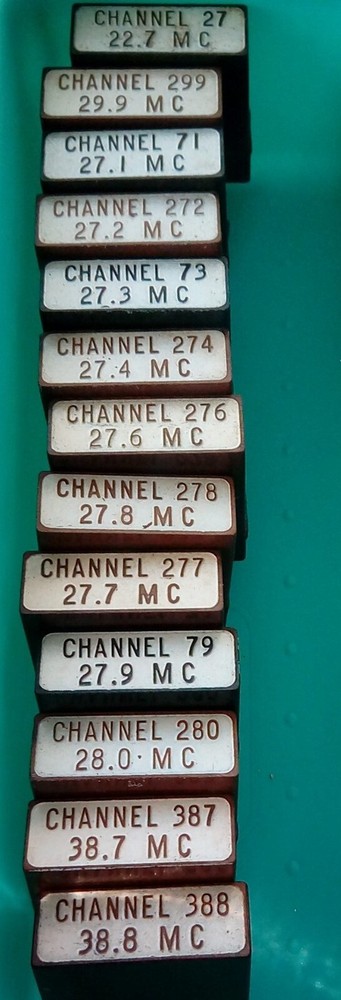 CHANNEL 27
22.7 MC
CHANNEL 299
29.9 MC
CHANNEL 71
27.1 MC
CHANNEL 272
27.2 MC
CHANNEL 73
27.3 MC
CHANNEL 274
27.4 MC
CHANNEL 276
27.6 MC
CHANNEL 278
27.8 MC
CHANNEL 277
27.7 MC
CHANNEL 79
27.9 MC
CHANNEL 280
28.0 MC
CHANNEL 387
38.7 MC
CHANNEL 388
38.8 MC